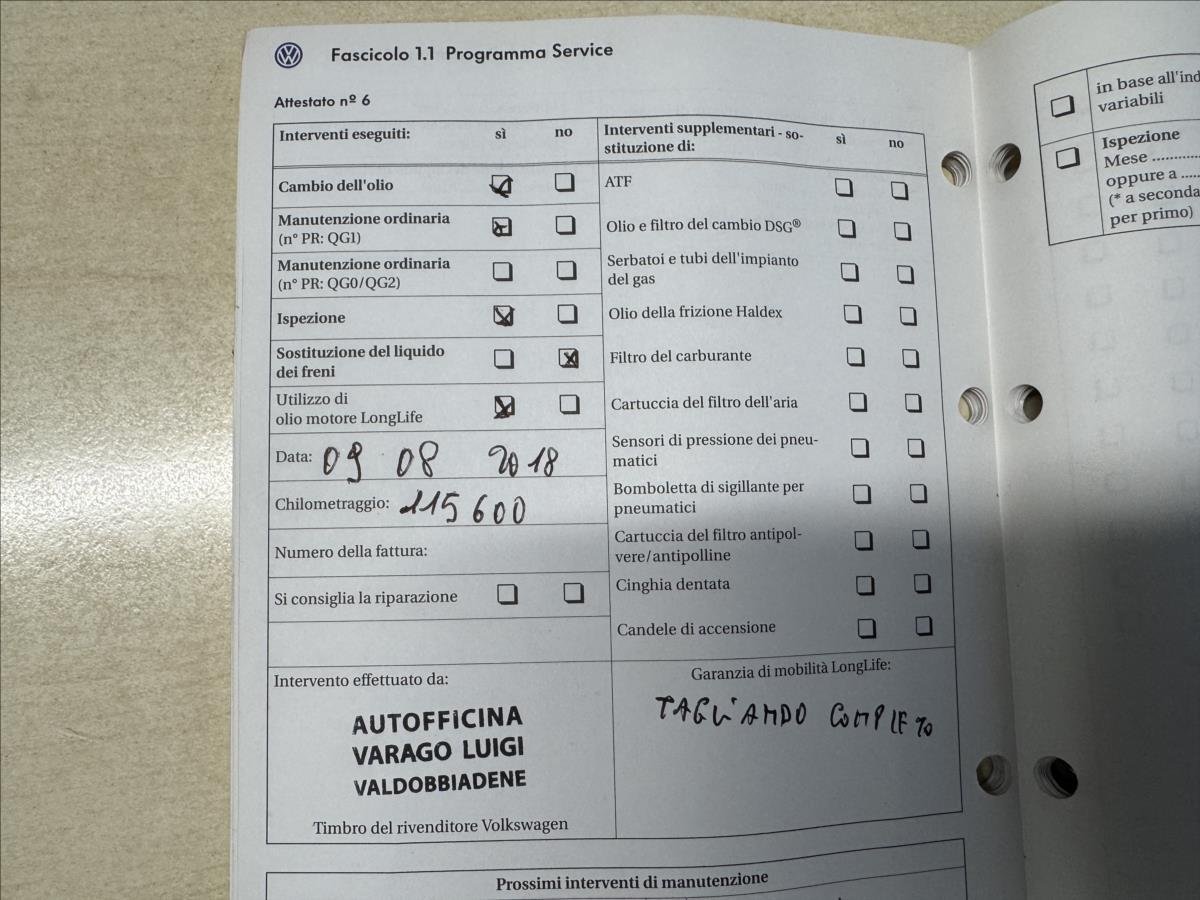 Fascicolo 1.1 Programma Service
Attestato nº 6
Interventi eseguiti: sì no
Cambio dell'olio
Manutenzione ordinaria
(n° PR: QG1)
Manutenzione ordinaria
(n° PR: QG0/QG2)
Ispezione
Sostituzione del liquido
dei freni
Utilizzo di
olio motore LongLife
Data: 09 08 2018
Chilometraggio: 115600
Numero della fattura:
Si consiglia la riparazione
Interventi supplementari - so-
stituzione di: sì no
ATF
Olio e filtro del cambio DSG®
Serbatoi e tubi dell'impianto
del gas
Olio della frizione Haldex
Filtro del carburante
Cartuccia del filtro dell'aria
Sensori di pressione dei pneu-
matici
Bomboletta di sigillante per
pneumatici
Cartuccia del filtro antipol-
vere/antipolline
Cinghia dentata
Candele di accensione
Intervento effettuato da:
AUTOFFICINA
VARAGO LUIGI
VALDOBBIADENE
Timbro del rivenditore Volkswagen
Garanzia di mobilità LongLife:
TAGLIANDO COMPLETO
Prossimi interventi di manutenzione
in base all'ind
variabili
Ispezione
Mese ...........
oppure a .....
(* a seconda
per primo)